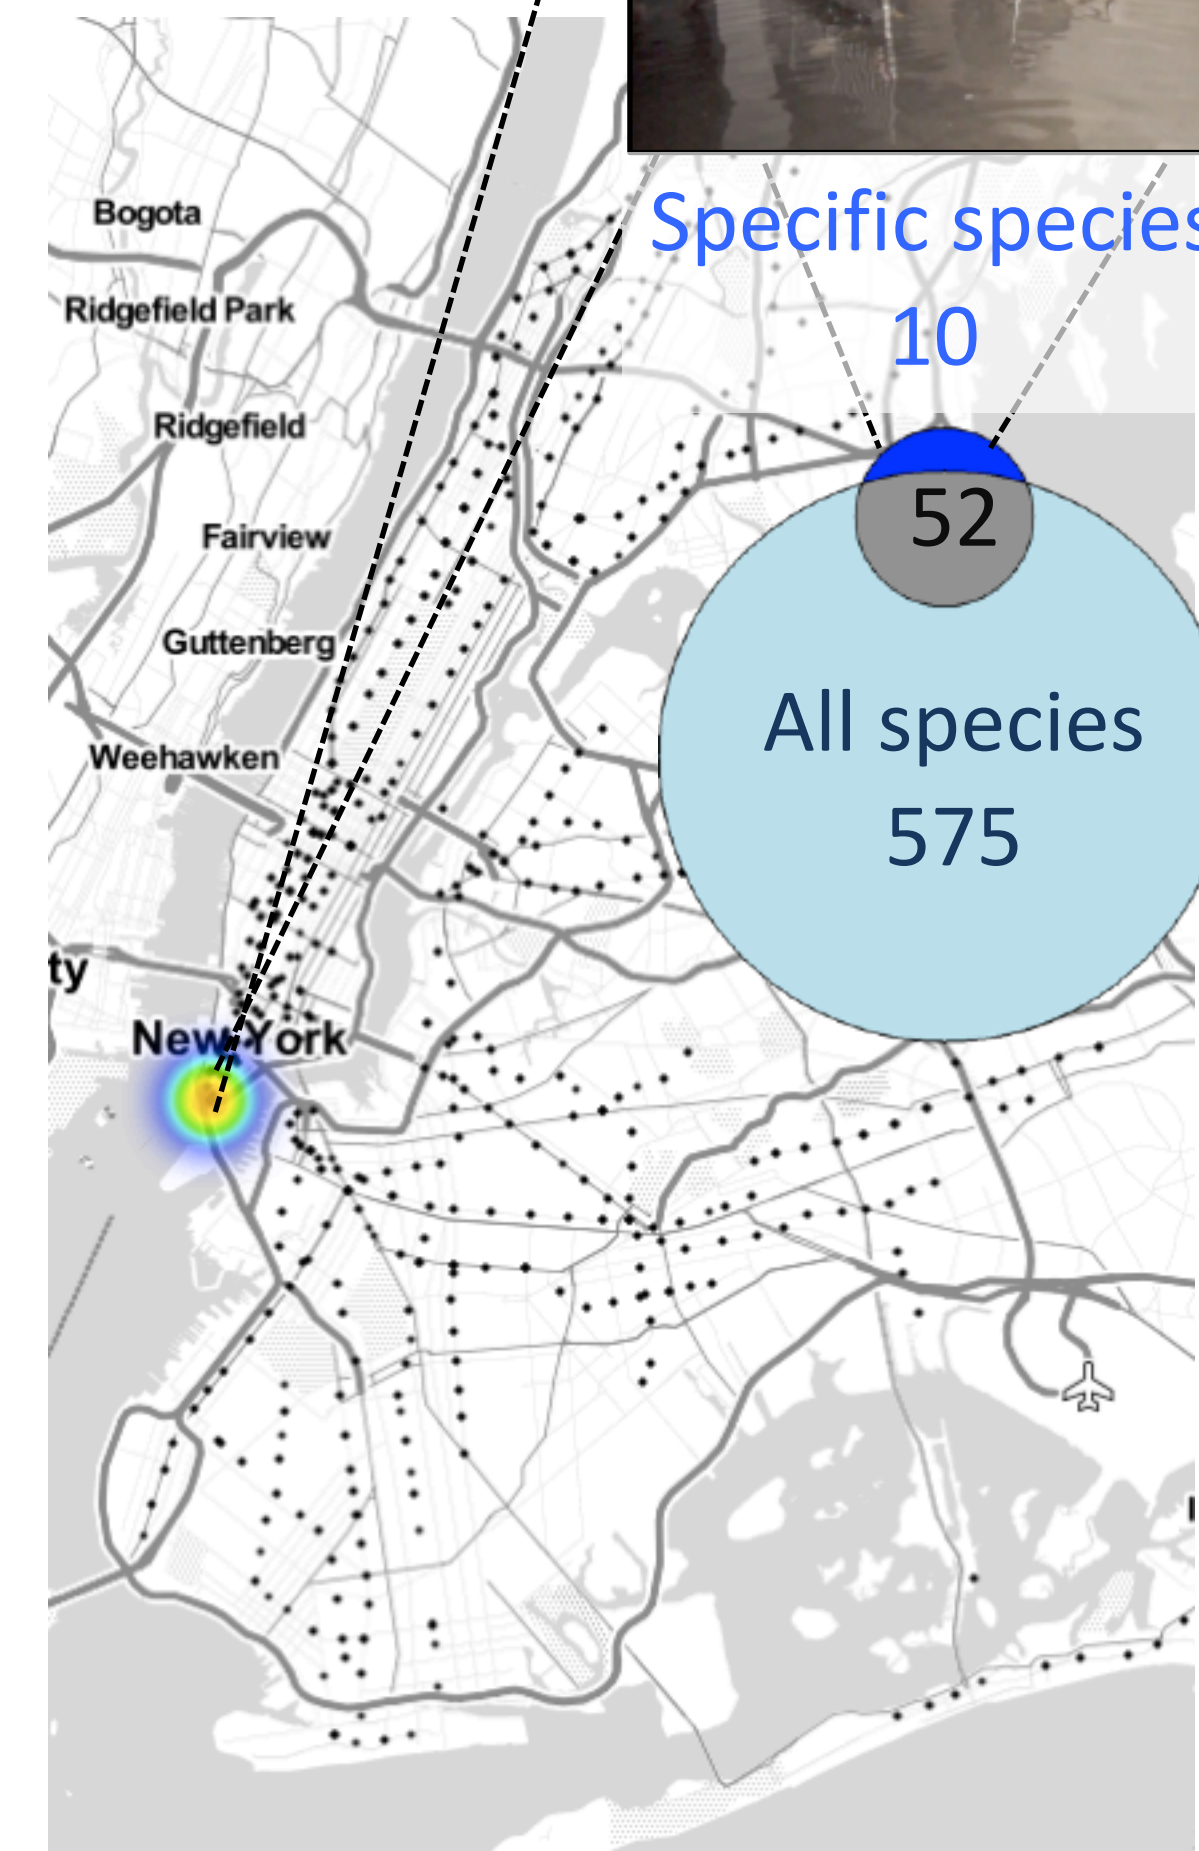 Bogota
Specific species
10
Ridgefield Park
Ridgefield
52
Fairview
Guttenberg
All species
575
Weehawken
ty
New York